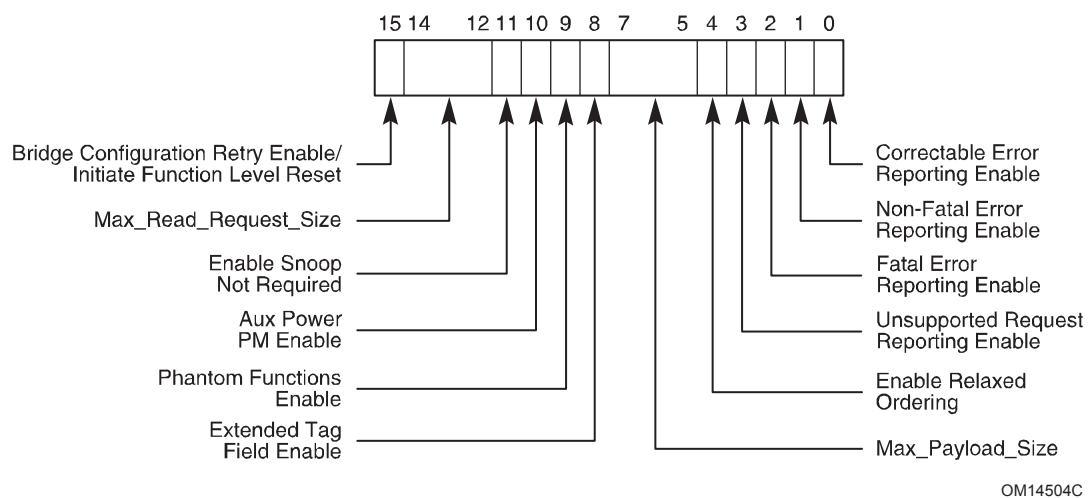 15 14 12 11 10 9 8 7 5 4 3 2 1 0
Bridge Configuration Retry Enable/
Initiate Function Level Reset
Max_Read_Request_Size
Enable Snoop
Not Required
Aux Power
PM Enable
Phantom Functions
Enable
Extended Tag
Field Enable
Correctable Error
Reporting Enable
Non-Fatal Error
Reporting Enable
Fatal Error
Reporting Enable
Unsupported Request
Reporting Enable
Enable Relaxed
Ordering
Max_Payload_Size
OM14504C